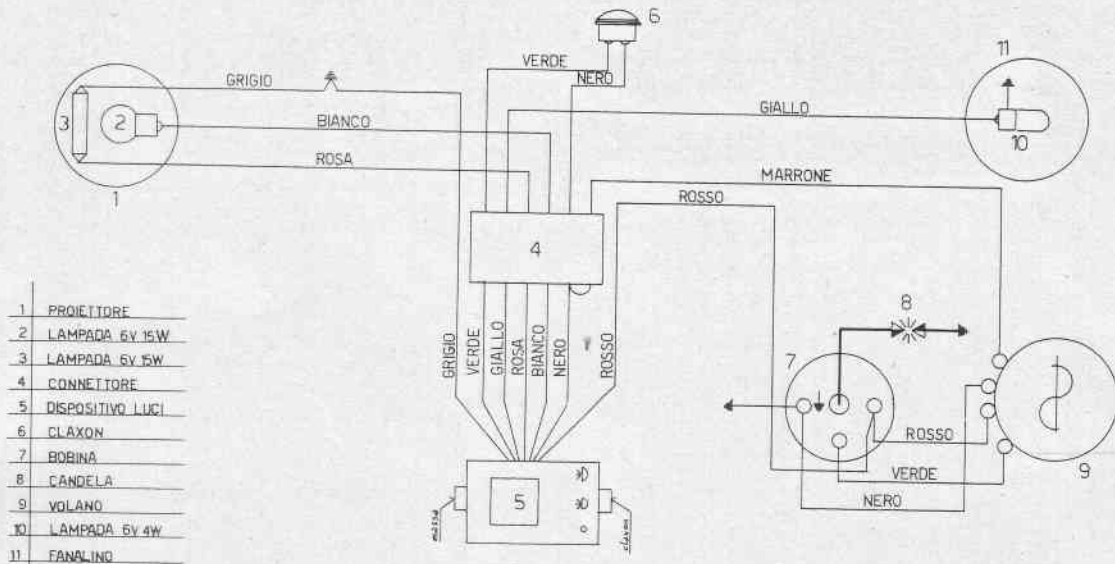 6
VERDE
NERO
11
GRIGIO
GIALLO
3
2
BIANCO
10
ROSA
1
MARRONE
ROSSO
4
8
7
GRIGIO
VERDE
GIALLO
ROSA
BIANCO
NERO
ROSSO
ROSSO
VERDE
NERO
9
5
massa
claxon
1 PROIETTORE
2 LAMPADA 6V 15W
3 LAMPADA 6V 15W
4 CONNETTORE
5 DISPOSITIVO LUCI
6 CLAXON
7 BOBINA
8 CANDELA
9 VOLANO
10 LAMPADA 6V 4W
11 FANALINO